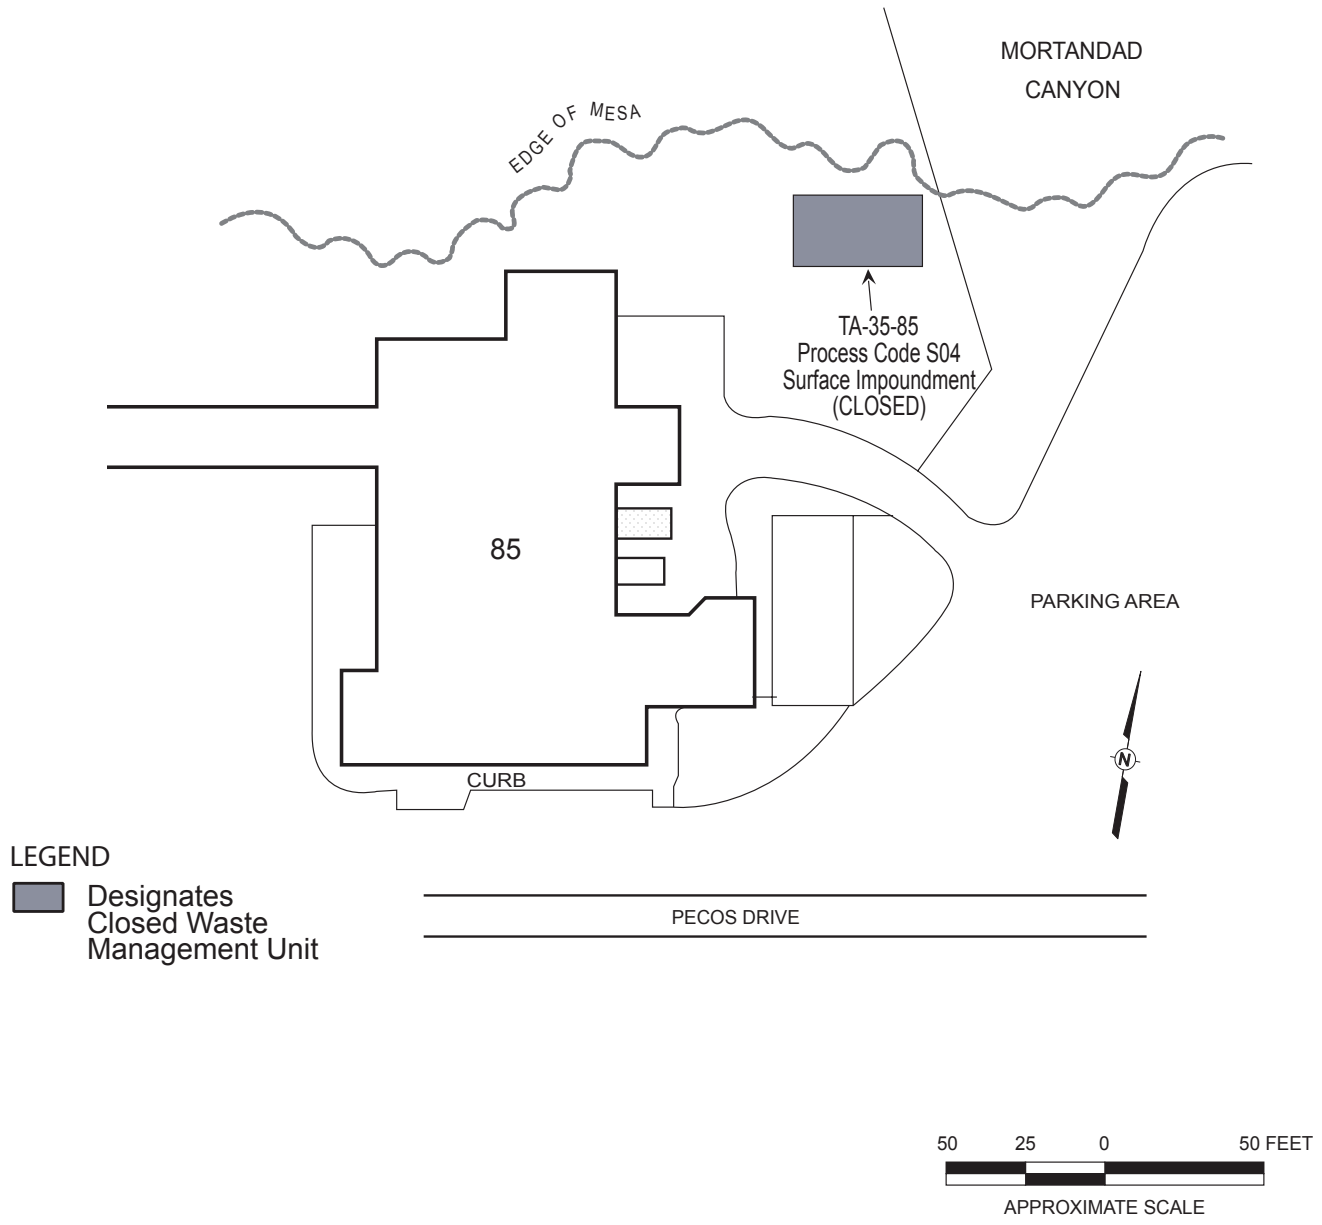 MORTANDAD
CANYON
EDGE OF MESA
TA-35-85
Process Code S04
Surface Impoundment
(CLOSED)
85
PARKING AREA
N
CURB
LEGEND
Designates
Closed Waste
Management Unit
PECOS DRIVE
50 25 0 50 FEET
APPROXIMATE SCALE